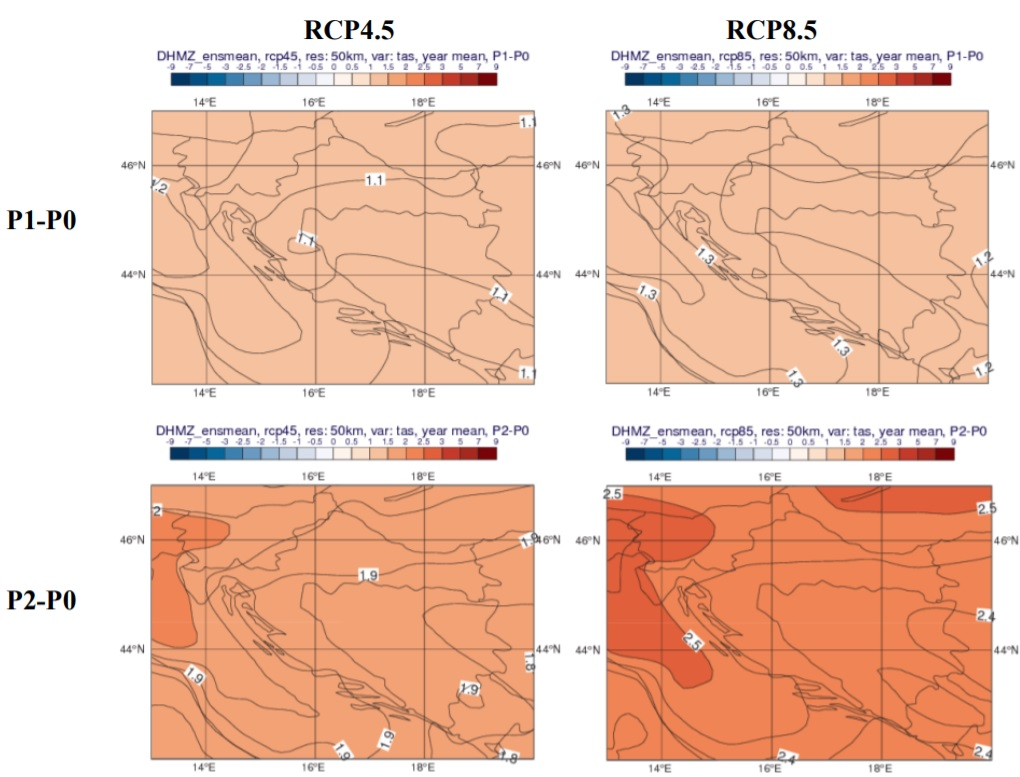 RCP4.5 RCP8.5
DHMZ_ensmean, rcp45, res: 50km, var: tas, year mean, P1-P0 DHMZ_ensmean, rcp85, res: 50km, var: tas, year mean, P1-P0
-9 -7 -5 -3 -2.5 -2 -1.5 -1 -0.5 0 0.5 1 1.5 2 2.5 3 5 7 9 -9 -7 -5 -3 -2.5 -2 -1.5 -1 -0.5 0 0.5 1 1.5 2 2.5 3 5 7 9
14°E 16°E 18°E 14°E 16°E 18°E
1.1 1.3
46°N 46°N 46°N
1.2 1.1
P1-P0
1.1 1.3 1.2
44°N 44°N 44°N
1.1 1.3
1.3
1.1 1.3 1.2
14°E 16°E 18°E 14°E 16°E 18°E
DHMZ_ensmean, rcp45, res: 50km, var: tas, year mean, P2-P0 DHMZ_ensmean, rcp85, res: 50km, var: tas, year mean, P2-P0
-9 -7 -5 -3 -2.5 -2 -1.5 -1 -0.5 0 0.5 1 1.5 2 2.5 3 5 7 9 -9 -7 -5 -3 -2.5 -2 -1.5 -1 -0.5 0 0.5 1 1.5 2 2.5 3 5 7 9
14°E 16°E 18°E 14°E 16°E 18°E
2 2.5 2.5
46°N 1.9 46°N 46°N
1.9
P2-P0
2.4
2.5
44°N 1.8 44°N 44°N
1.9 1.9
1.9 1.9 1.8 2.4 2.4
14°E 16°E 18°E 14°E 16°E 18°E